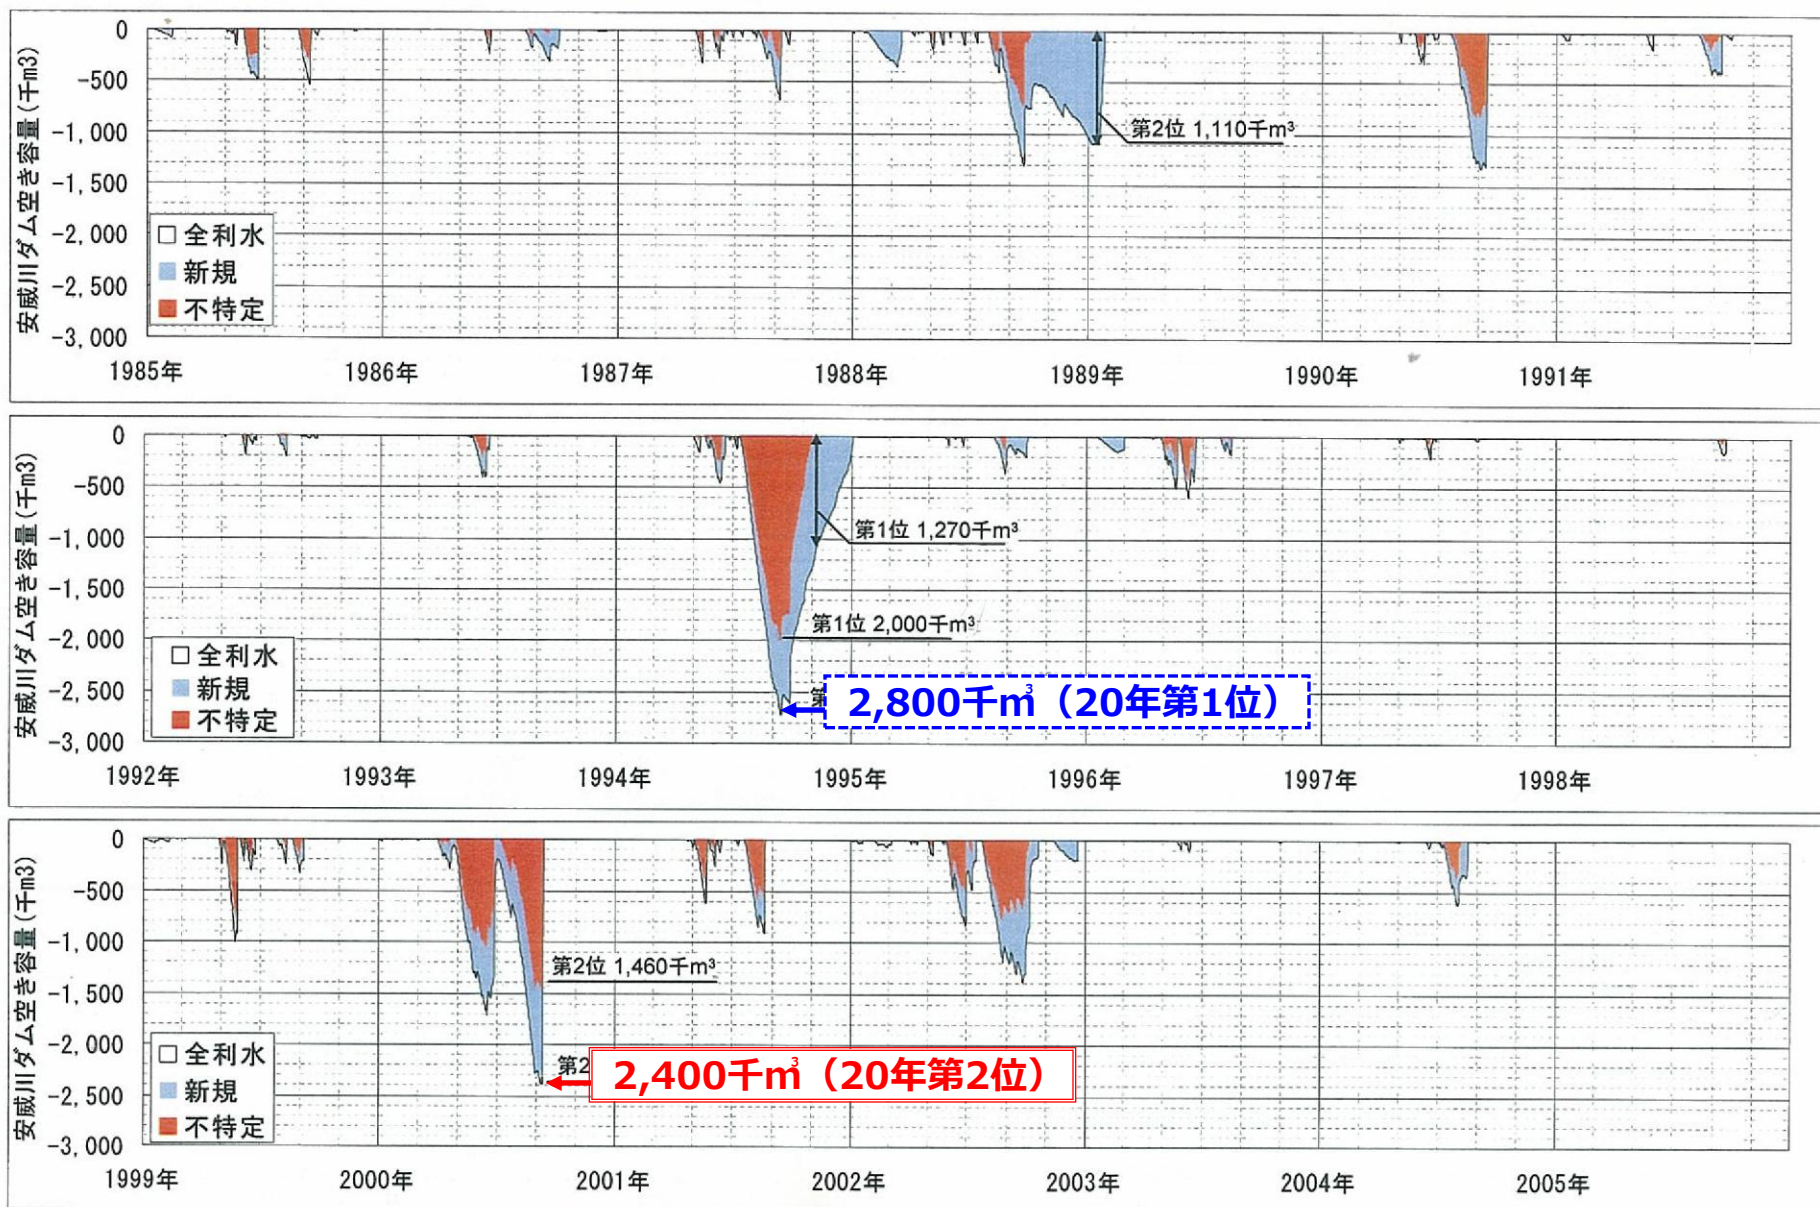 安威川ダム空き容量(千m3)
0
-500
-1,000
-1,500
-2,000
-2,500
-3,000
第2位 1,110千m³
全利水
新規
不特定
1985年 1986年 1987年 1988年 1989年 1990年 1991年
安威川ダム空き容量(千m3)
0
-500
-1,000
-1,500
-2,000
-2,500
-3,000
第1位 1,270千m³
第1位 2,000千m³
第
2,800千㎥（20年第1位）
全利水
新規
不特定
1992年 1993年 1994年 1995年 1996年 1997年 1998年
安威川ダム空き容量(千m3)
0
-500
-1,000
-1,500
-2,000
-2,500
-3,000
第2位 1,460千m³
第2
2,400千㎥（20年第2位）
全利水
新規
不特定
1999年 2000年 2001年 2002年 2003年 2004年 2005年